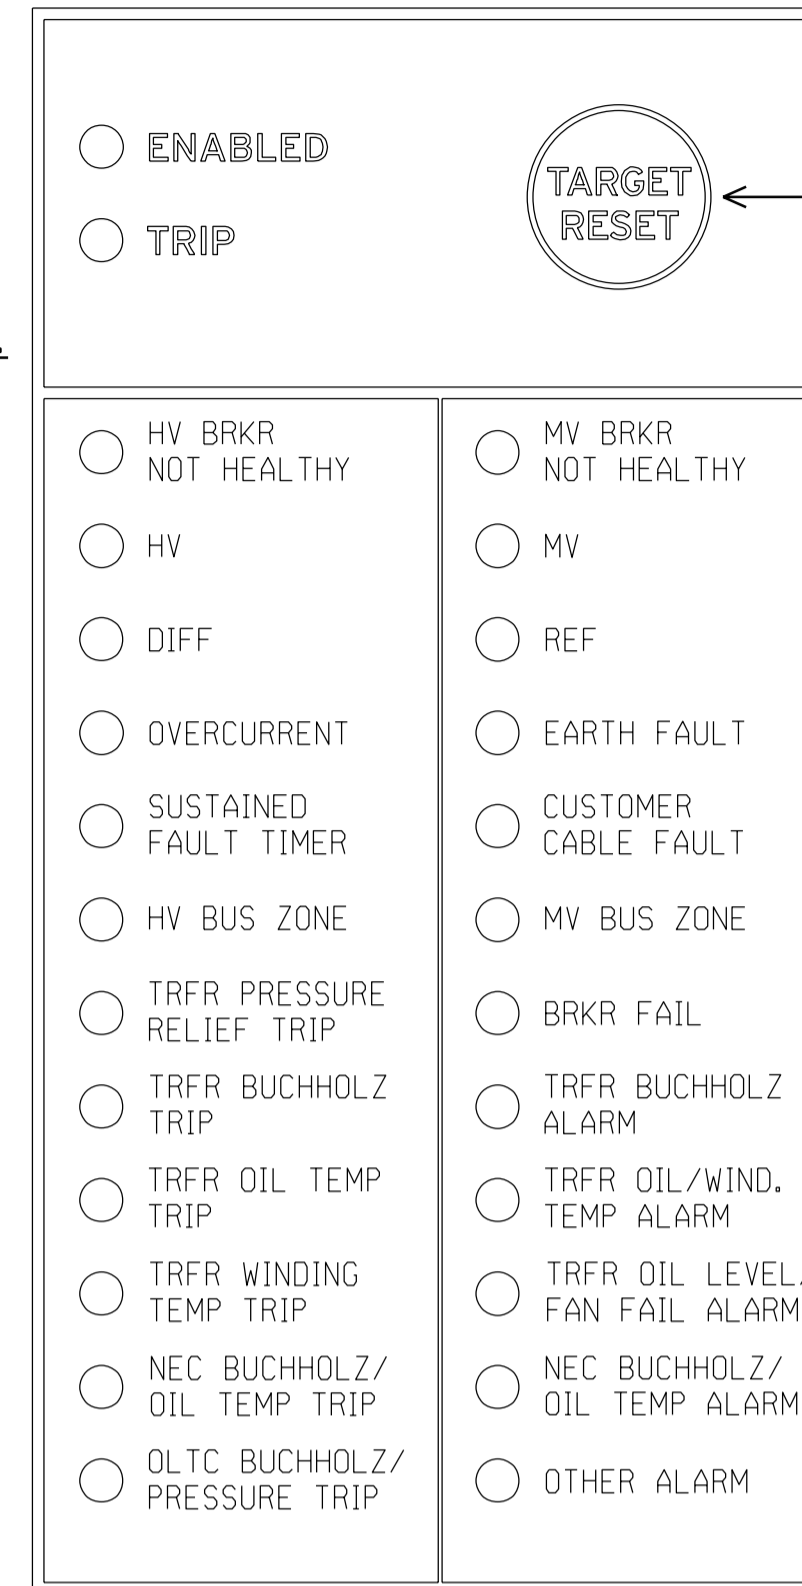 ENABLED
TRIP
TARGET
RESET
HV BRKR
NOT HEALTHY
HV
DIFF
OVERCURRENT
SUSTAINED
FAULT TIMER
HV BUS ZONE
TRFR PRESSURE
RELIEF TRIP
TRFR BUCHHOLZ
TRIP
TRFR OIL TEMP
TRIP
TRFR WINDING
TEMP TRIP
NEC BUCHHOLZ/
OIL TEMP TRIP
OLTC BUCHHOLZ/
PRESSURE TRIP
MV BRKR
NOT HEALTHY
MV
REF
EARTH FAULT
CUSTOMER
CABLE FAULT
MV BUS ZONE
BRKR FAIL
TRFR BUCHHOLZ
ALARM
TRFR OIL/WIND.
TEMP ALARM
TRFR OIL LEVEL/
FAN FAIL ALARM
NEC BUCHHOLZ/
OIL TEMP ALARM
OTHER ALARM